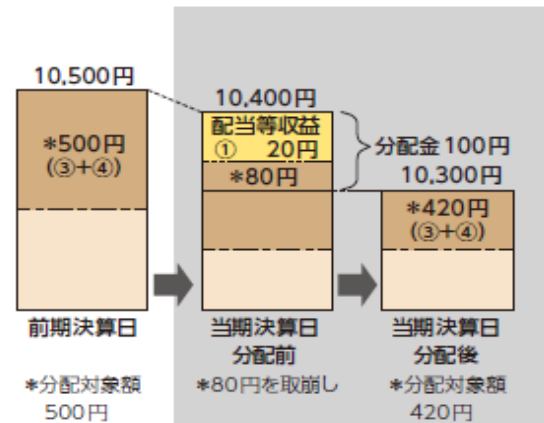 10,500円
*500円
(③+④)
前期決算日
*分配対象額
500円
10,400円
配当等収益
① 20円
*80円
当期決算日
分配前
*80円を取崩し
分配金100円
10,300円
*420円
(③+④)
当期決算日
分配後
*分配対象額
420円